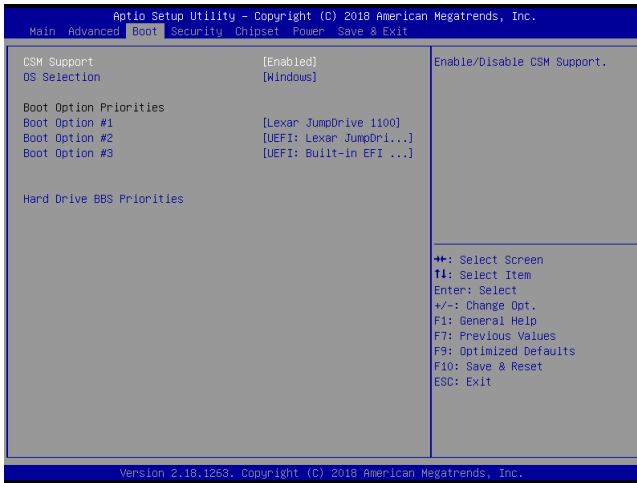 Aptio Setup Utility – Copyright (C) 2018 American Megatrends, Inc.
Main Advanced Boot Security Chipset Power Save & Exit
CSM Support [Enabled]
OS Selection [Windows]
Boot Option Priorities
Boot Option #1 [Lexar JumpDrive 1100]
Boot Option #2 [UEFI: Lexar JumpDri...]
Boot Option #3 [UEFI: Built-in EFI ...]
Hard Drive BBS Priorities
Enable/Disable CSM Support.
→←: Select Screen
↑↓: Select Item
Enter: Select
+/-: Change Opt.
F1: General Help
F7: Previous Values
F9: Optimized Defaults
F10: Save & Reset
ESC: Exit
Version 2.18.1263. Copyright (C) 2018 American Megatrends, Inc.